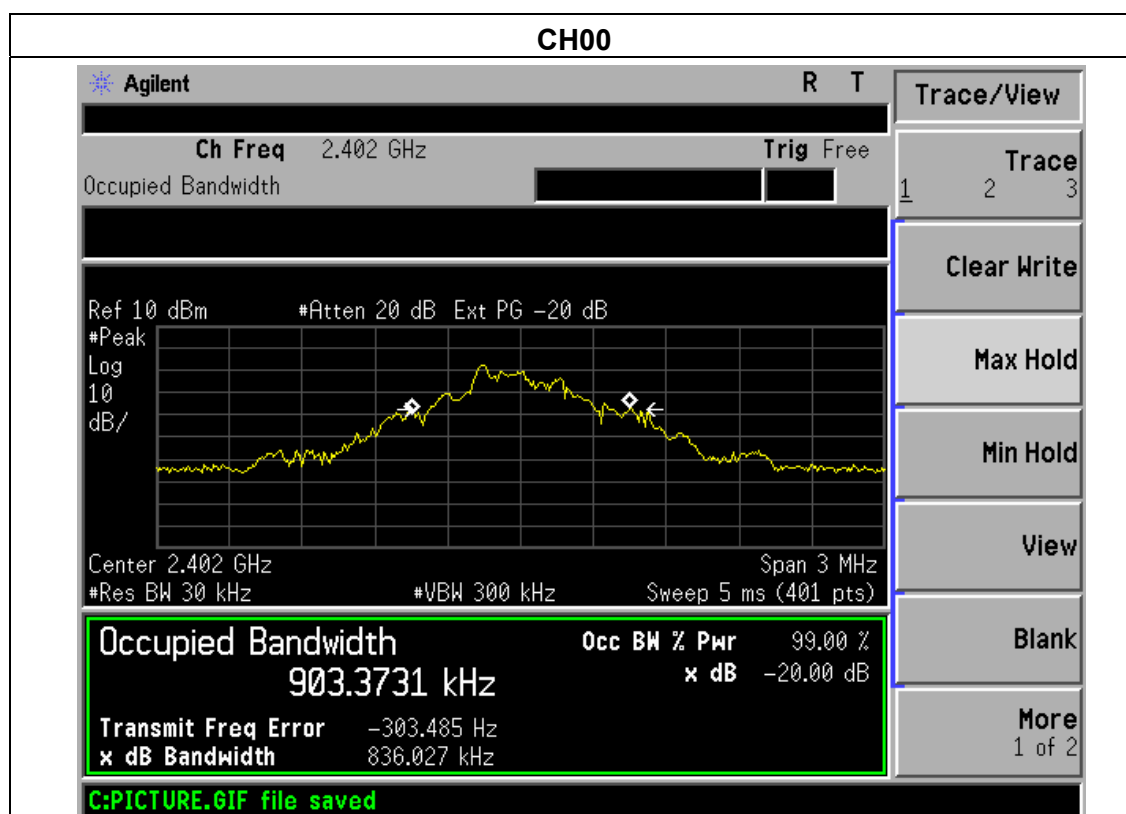 CH00
Agilent R T
Ch Freq 2.402 GHz Trig Free
Occupied Bandwidth
Ref 10 dBm #Atten 20 dB Ext PG -20 dB
#Peak
Log
10
dB/
Center 2.402 GHz Span 3 MHz
#Res BW 30 kHz #VBW 300 kHz Sweep 5 ms (401 pts)
Occupied Bandwidth Occ BW % Pwr 99.00 %
903.3731 kHz x dB -20.00 dB
Transmit Freq Error -303.485 Hz
x dB Bandwidth 836.027 kHz
C:PICTURE.GIF file saved
Trace/View
Trace
1 2 3
Clear Write
Max Hold
Min Hold
View
Blank
More
1 of 2